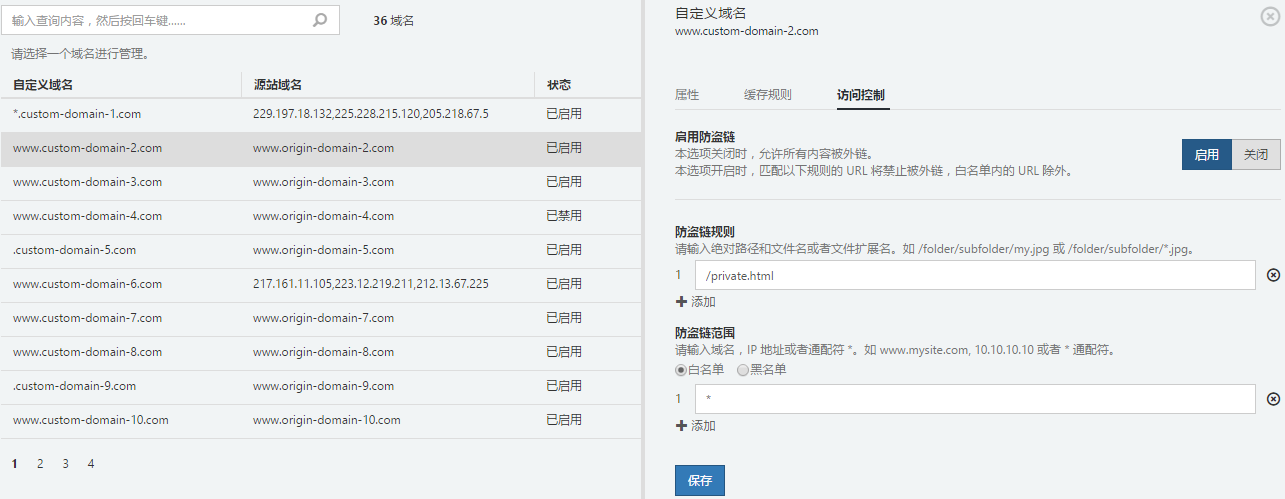 输入查询内容，然后按回车键......
36 域名
请选择一个域名进行管理。
自定义域名 源站域名 状态
*.custom-domain-1.com 229.197.18.132,225.228.215.120,205.218.67.5 已启用
www.custom-domain-2.com www.origin-domain-2.com 已启用
www.custom-domain-3.com www.origin-domain-3.com 已启用
www.custom-domain-4.com www.origin-domain-4.com 已禁用
.custom-domain-5.com www.origin-domain-5.com 已启用
www.custom-domain-6.com 217.161.11.105,223.12.219.211,212.13.67.225 已启用
www.custom-domain-7.com www.origin-domain-7.com 已启用
www.custom-domain-8.com www.origin-domain-8.com 已启用
.custom-domain-9.com www.origin-domain-9.com 已启用
www.custom-domain-10.com www.origin-domain-10.com 已启用
1 2 3 4
自定义域名
www.custom-domain-2.com
属性 缓存规则 访问控制
启用防盗链
本选项关闭时，允许所有内容被外链。
本选项开启时，匹配以下规则的 URL 将禁止被外链，白名单内的 URL 除外。
启用 关闭
防盗链规则
请输入绝对路径和文件名或者文件扩展名。如 /folder/subfolder/my.jpg 或 /folder/subfolder/*.jpg。
1 /private.html
添加
防盗链范围
请输入域名，IP 地址或者通配符 *。如 www.mysite.com, 10.10.10.10 或者 * 通配符。
白名单 黑名单
1 *
添加
保存